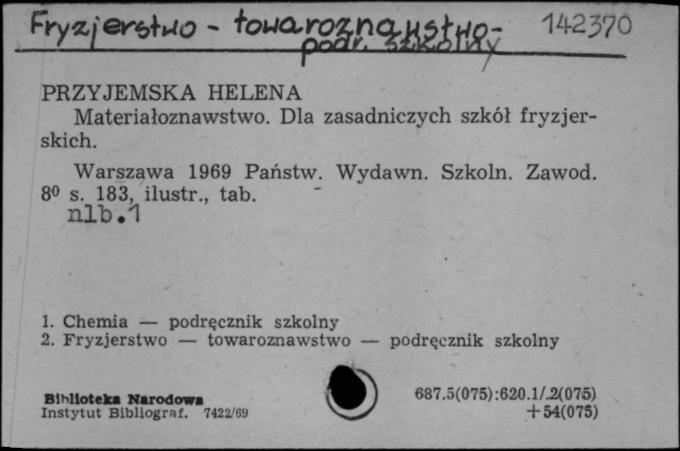 Fryzjerstwo - towaroznawstwo - 142370
podr. szkolny
PRZYJEMSKA HELENA
Materiałoznawstwo. Dla zasadniczych szkół fryzjer-
skich.
Warszawa 1969 Państw. Wydawn. Szkoln. Zawod.
8⁰ s. 183, ilustr., tab.
nlb.1
1. Chemia — podręcznik szkolny
2. Fryzjerstwo — towaroznawstwo — podręcznik szkolny
Biblioteka Narodowa
Instytut Bibliograf. 7422/69
687.5(075):620.1/.2(075)
+54(075)